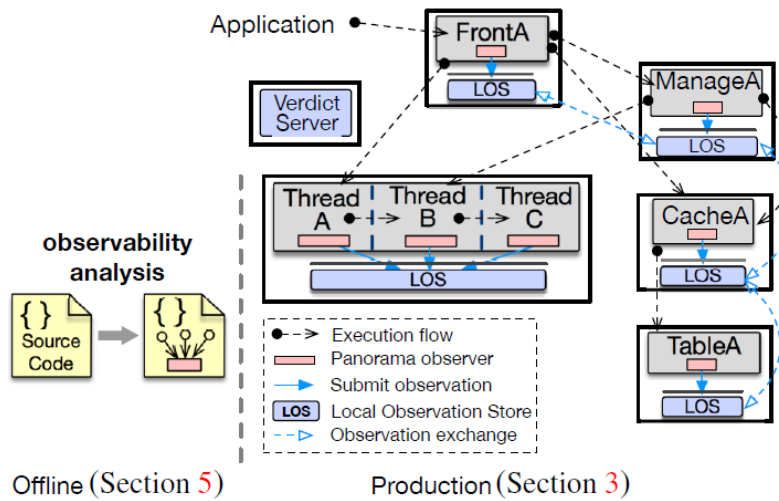 Application
FrontA
LOS
ManageA
LOS
Verdict
Server
Thread
A
Thread
B
Thread
C
LOS
CacheA
LOS
TableA
LOS
observability
analysis
{ }
Source
Code
{ }
Execution flow
Panorama observer
Submit observation
LOS Local Observation Store
Observation exchange
Offline (Section 5)
Production (Section 3)